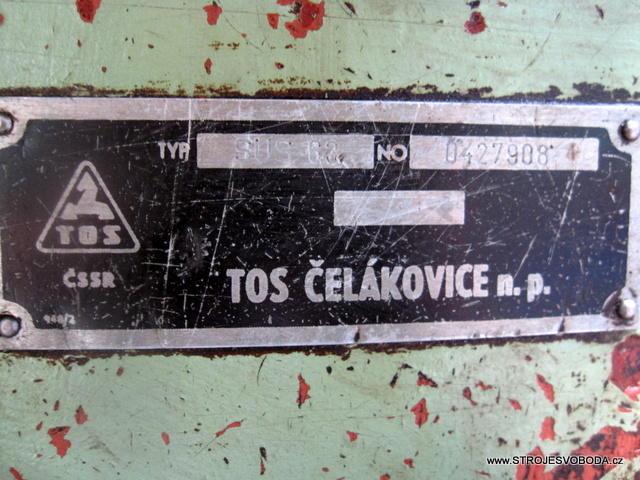 TYP SUS 63 NO 0427908
TOS
ČSSR
TOS ČELÁKOVICE n. p.
WWW.STROJESVOBODA.cz